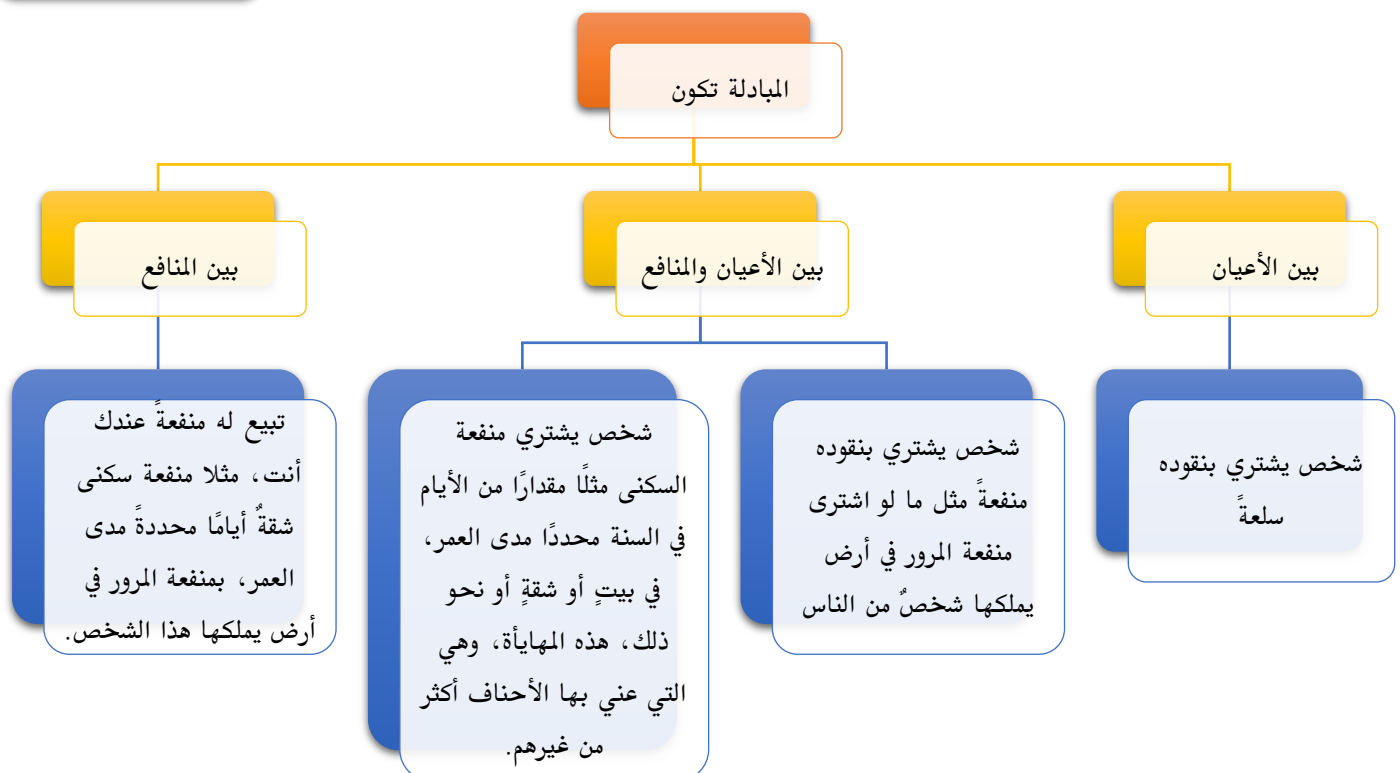 المبادلة تكون
بين الأعيان
بين الأعيان والمنافع
بين المنافع
شخص يشتري بنقوده
سلعةً
شخص يشتري بنقوده
منفعةً مثل ما لو اشترى
منفعة المرور في أرض
يملكها شخصٌ من الناس
شخص يشتري منفعة
السكنى مثلًا مقدارًا من الأيام
في السنة محددًا مدى العمر،
في بيتٍ أو شقةٍ أو نحو
ذلك، هذه المهايأة، وهي
التي عني بها الأحناف أكثر
من غيرهم.
تبيع له منفعةً عندك
أنت، مثلا منفعة سكنى
شقةٌ أيامًا محددةً مدى
العمر، بمنفعة المرور في
أرض يملكها هذا الشخص.